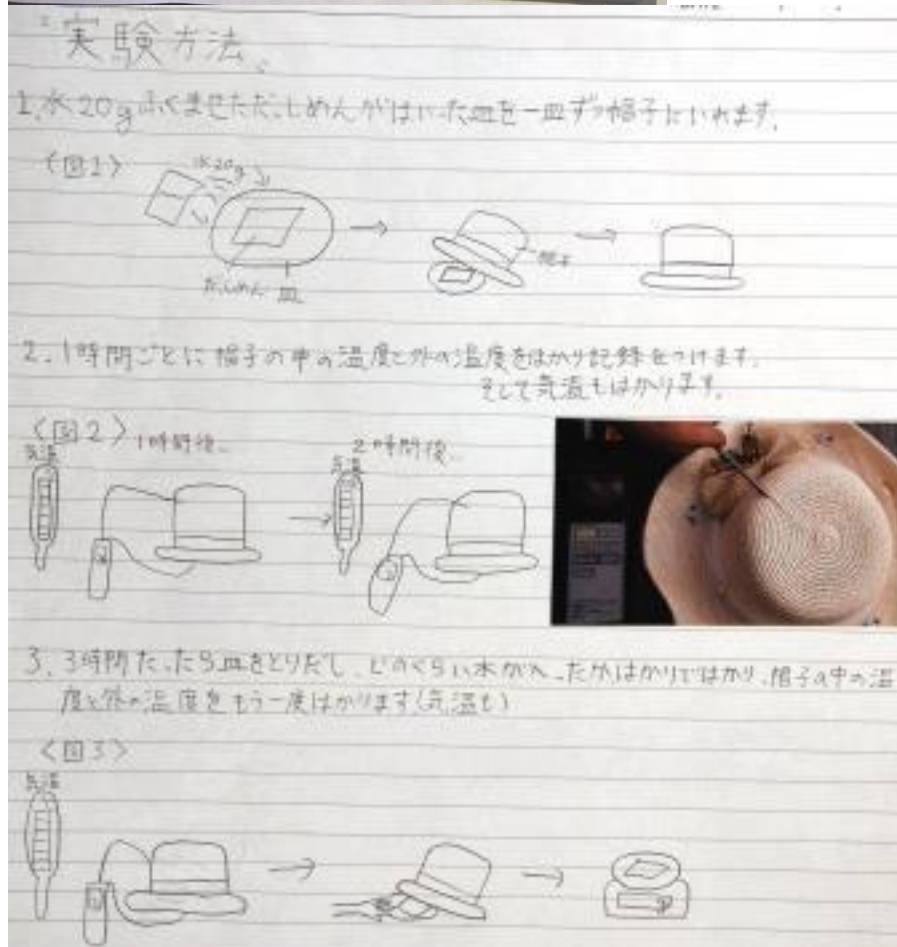 "実験方法"
1.水20gふくませただっしめんがはいった皿を一皿ずつ帽子にいれます。
〈図1〉
水20g
帽子
だっしめん 皿
2.1時間ごとに帽子の中の温度と外の温度をはかり記録をつけます。
そして気温もはかります。
〈図2〉1時間後 2時間後
気温 気温
3.3時間たったら皿をとりだし、どのくらい水がへったかはかりではかり、帽子の中の温
度と外の温度をもう一度はかります(気温も)
〈図3〉
気温